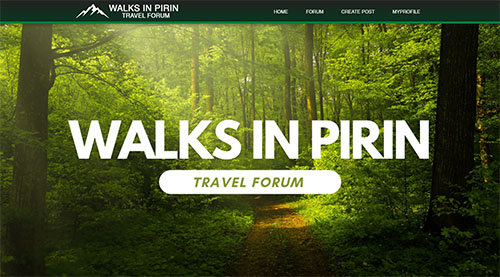 WALKS IN PIRIN
TRAVEL FORUM
HOME FORUM CREATE POST MYPROFILE
WALKS IN PIRIN
TRAVEL FORUM